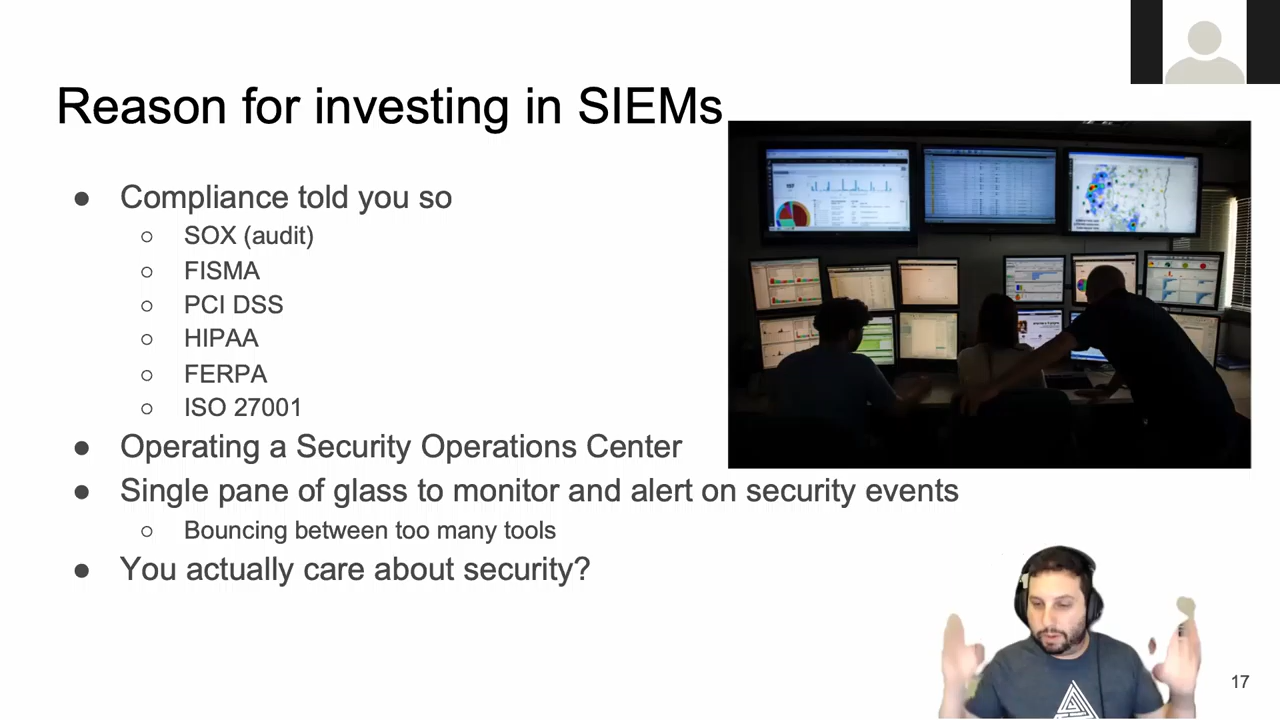 Reason for investing in SIEMs
● Compliance told you so
○ SOX (audit)
○ FISMA
○ PCI DSS
○ HIPAA
○ FERPA
○ ISO 27001
● Operating a Security Operations Center
● Single pane of glass to monitor and alert on security events
○ Bouncing between too many tools
● You actually care about security?
17